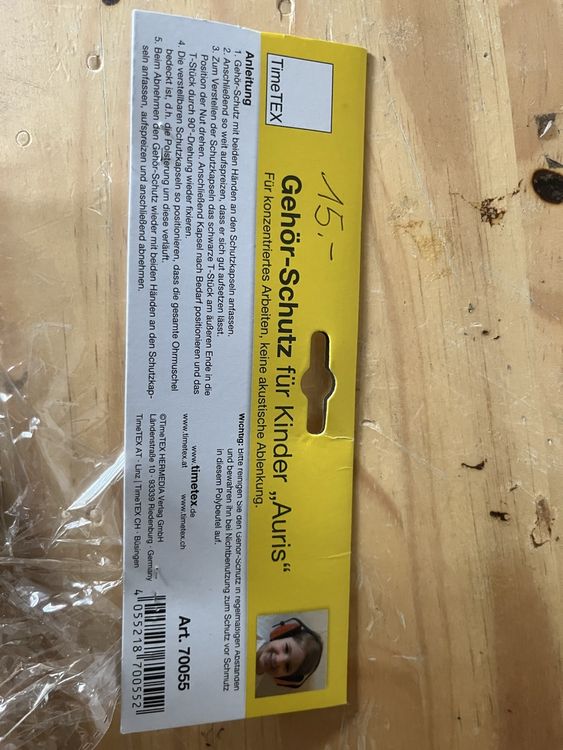 TimeTEX
15.-
Gehör-Schutz für Kinder „Auris“
Für konzentriertes Arbeiten, keine akustische Ablenkung.
Anleitung
1. Gehör-Schutz mit beiden Händen an den Schutzkapseln anfassen.
2. Anschließend so weit aufspreizen, dass er sich gut aufsetzen lässt.
3. Zum Verstellen der Schutzkapseln das schwarze T-Stück am äußeren Ende in die
Position der Nut drehen. Anschließend Kapsel nach Bedarf positionieren und das
T-Stück durch 90°-Drehung wieder fixieren.
4. Die verstellbaren Schutzkapseln so positionieren, dass die gesamte Ohrmuschel
bedeckt ist, d.h. die Polsterung um diese verläuft.
5. Beim Abnehmen den Gehör-Schutz wieder mit beiden Händen an den Schutzkap-
seln anfassen, aufspreizen und anschließend abnehmen.
Wichtig: Bitte reinigen Sie den Gehör-Schutz in regelmäßigen Abständen
und bewahren ihn bei Nichtbenutzung zum Schutz vor Schmutz
in diesem Polybeutel auf.
www.timetex.de
www.timetex.at www.timetex.ch
©TimeTEX HERMEDIA Verlag GmbH
Ländenstraße 10 · 93339 Riedenburg · Germany
TimeTEX AT · Linz | TimeTEX CH · Büsingen
Art. 70055
4 055218 700552